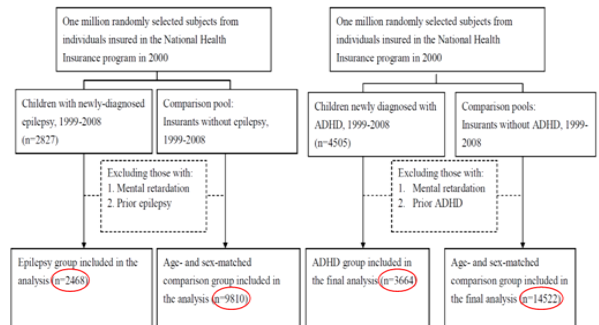 One million randomly selected subjects from
individuals insured in the National Health
Insurance program in 2000
Children with newly-diagnosed
epilepsy, 1999-2008
(n=2827)
Comparison pool:
Insurants without epilepsy,
1999-2008
Excluding those with:
1. Mental retardation
2. Prior epilepsy
Epilepsy group included in the
analysis (n=2468)
Age- and sex-matched
comparison group included in
the analysis (n=9810)
One million randomly selected subjects from
individuals insured in the National Health
Insurance program in 2000
Children newly diagnosed with
ADHD, 1999-2008
(n=4505)
Comparison pools:
Insurants without ADHD, 1999-
2008
Excluding those with:
1. Mental retardation
2. Prior ADHD
ADHD group included in
the final analysis (n=3664)
Age- and sex-matched
comparison group included in
the final analysis (n=14522)